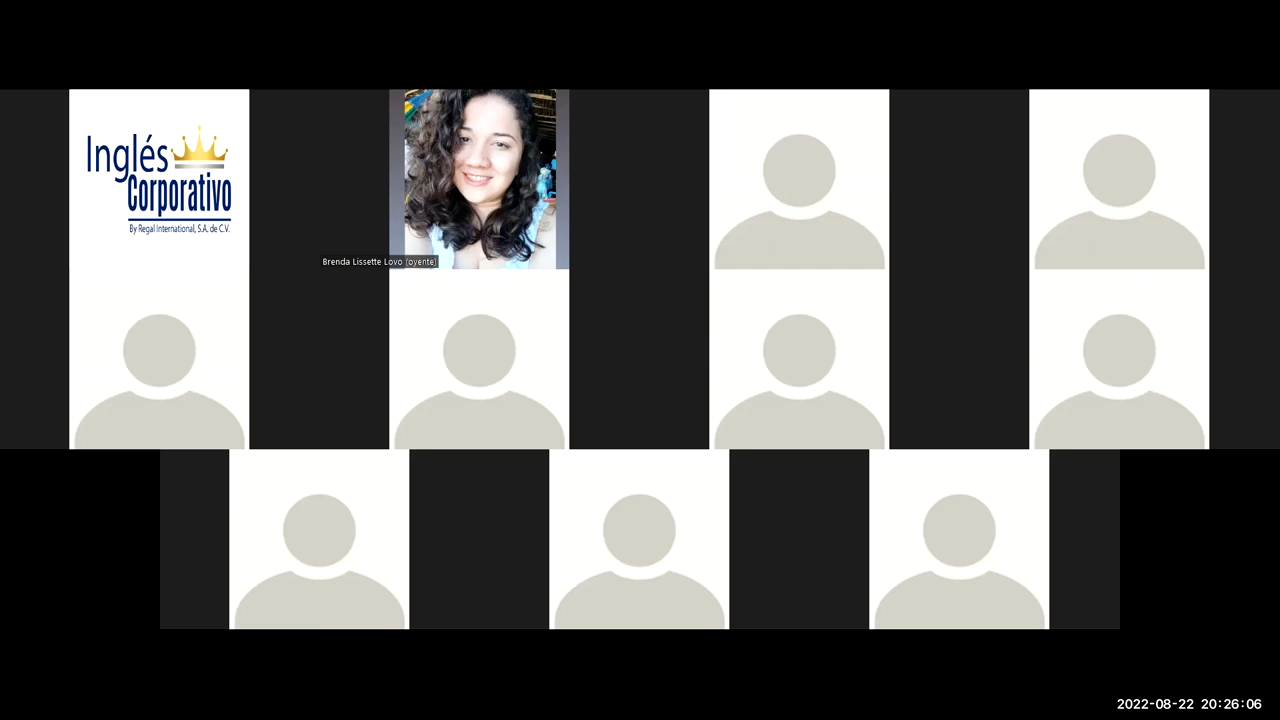 Inglés
Corporativo
By Regal International, S.A. de C.V.
Brenda Lissette Lovo (oyente)
2022-08-22 20:26:06